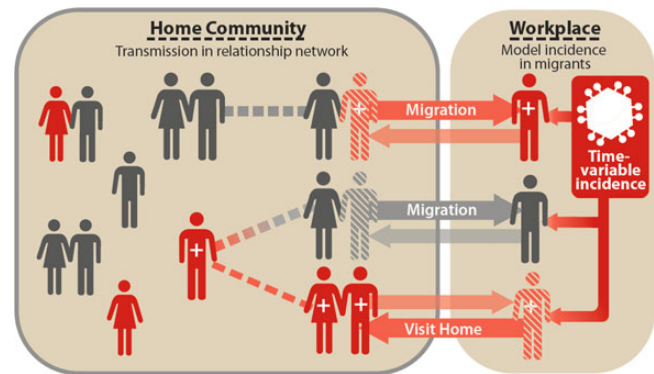 Home Community
Transmission in relationship network
Workplace
Model incidence
in migrants
Migration
Time-
variable
incidence
Migration
Visit Home